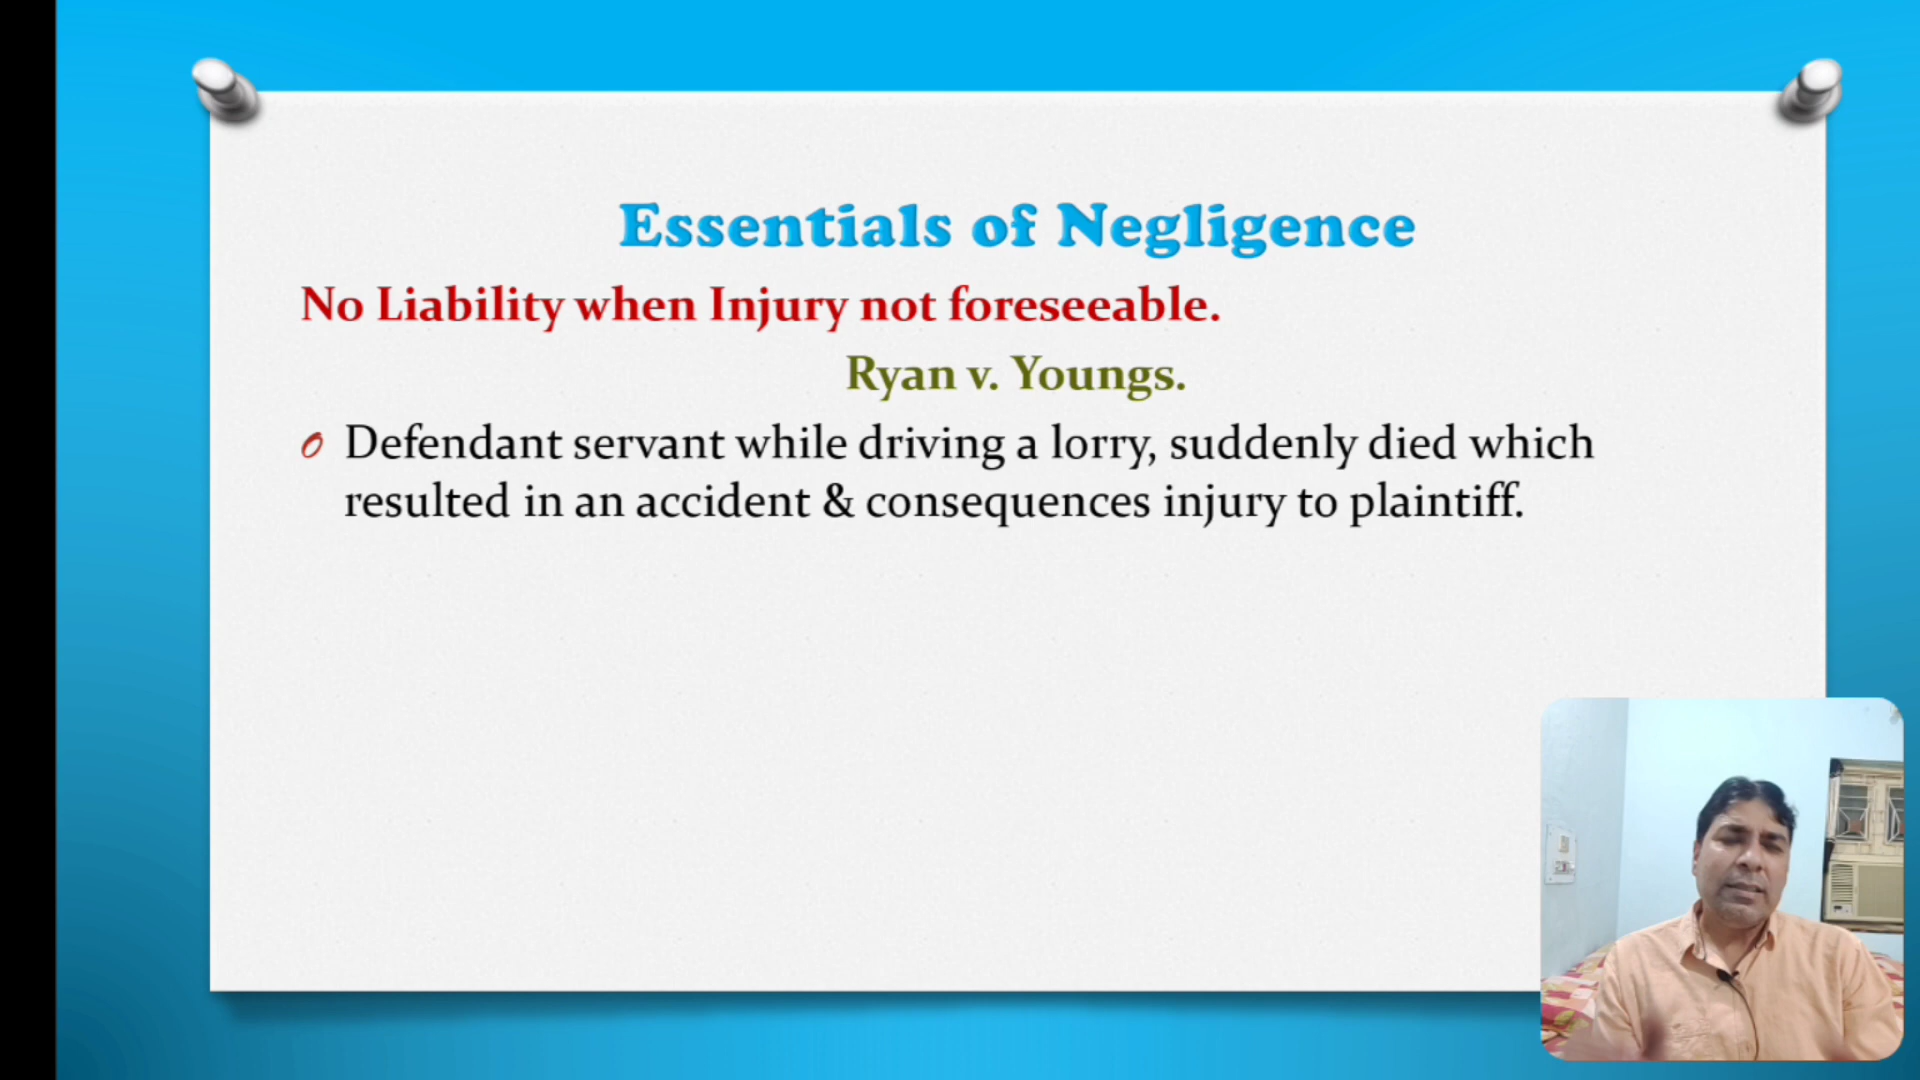 Essentials of Negligence
No Liability when Injury not foreseeable.
Ryan v. Youngs.
Defendant servant while driving a lorry, suddenly died which
resulted in an accident & consequences injury to plaintiff.